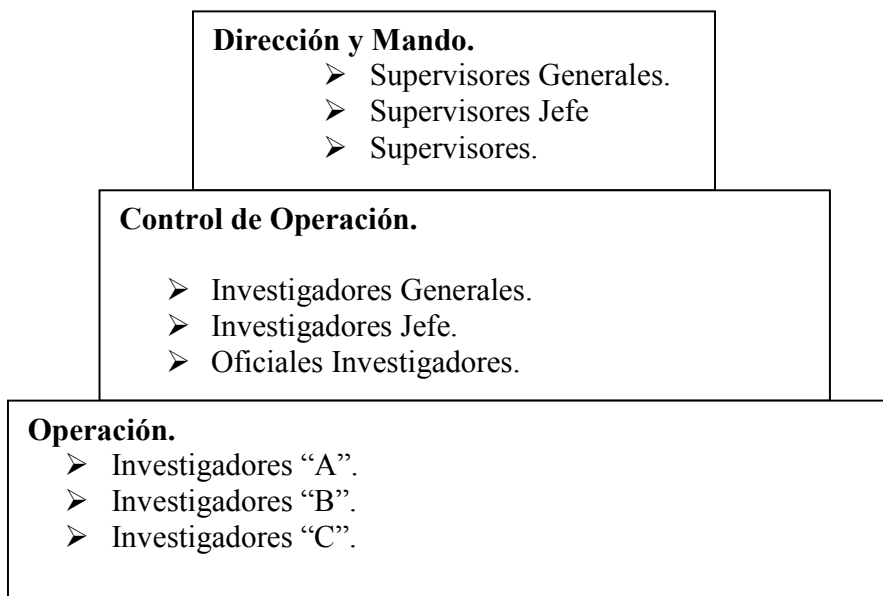 Dirección y Mando.
➢ Supervisores Generales.
➢ Supervisores Jefe
➢ Supervisores.
Control de Operación.
➢ Investigadores Generales.
➢ Investigadores Jefe.
➢ Oficiales Investigadores.
Operación.
➢ Investigadores “A”.
➢ Investigadores “B”.
➢ Investigadores “C”.